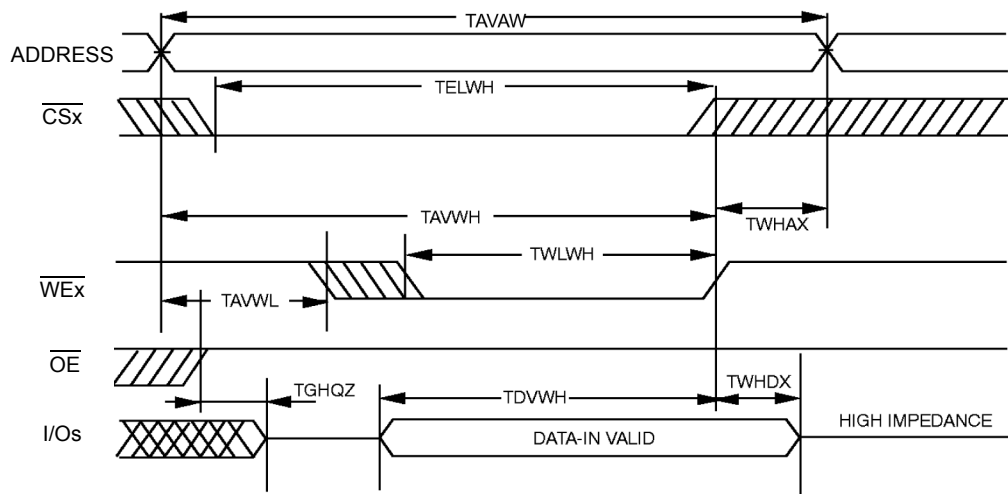 TAVAW
ADDRESS
TELWH
CSx
TAVWH
TWHAX
TWLWH
WEx
TAVWL
OE
TGHQZ
TDVWH
TWHDX
I/Os
DATA-IN VALID
HIGH IMPEDANCE